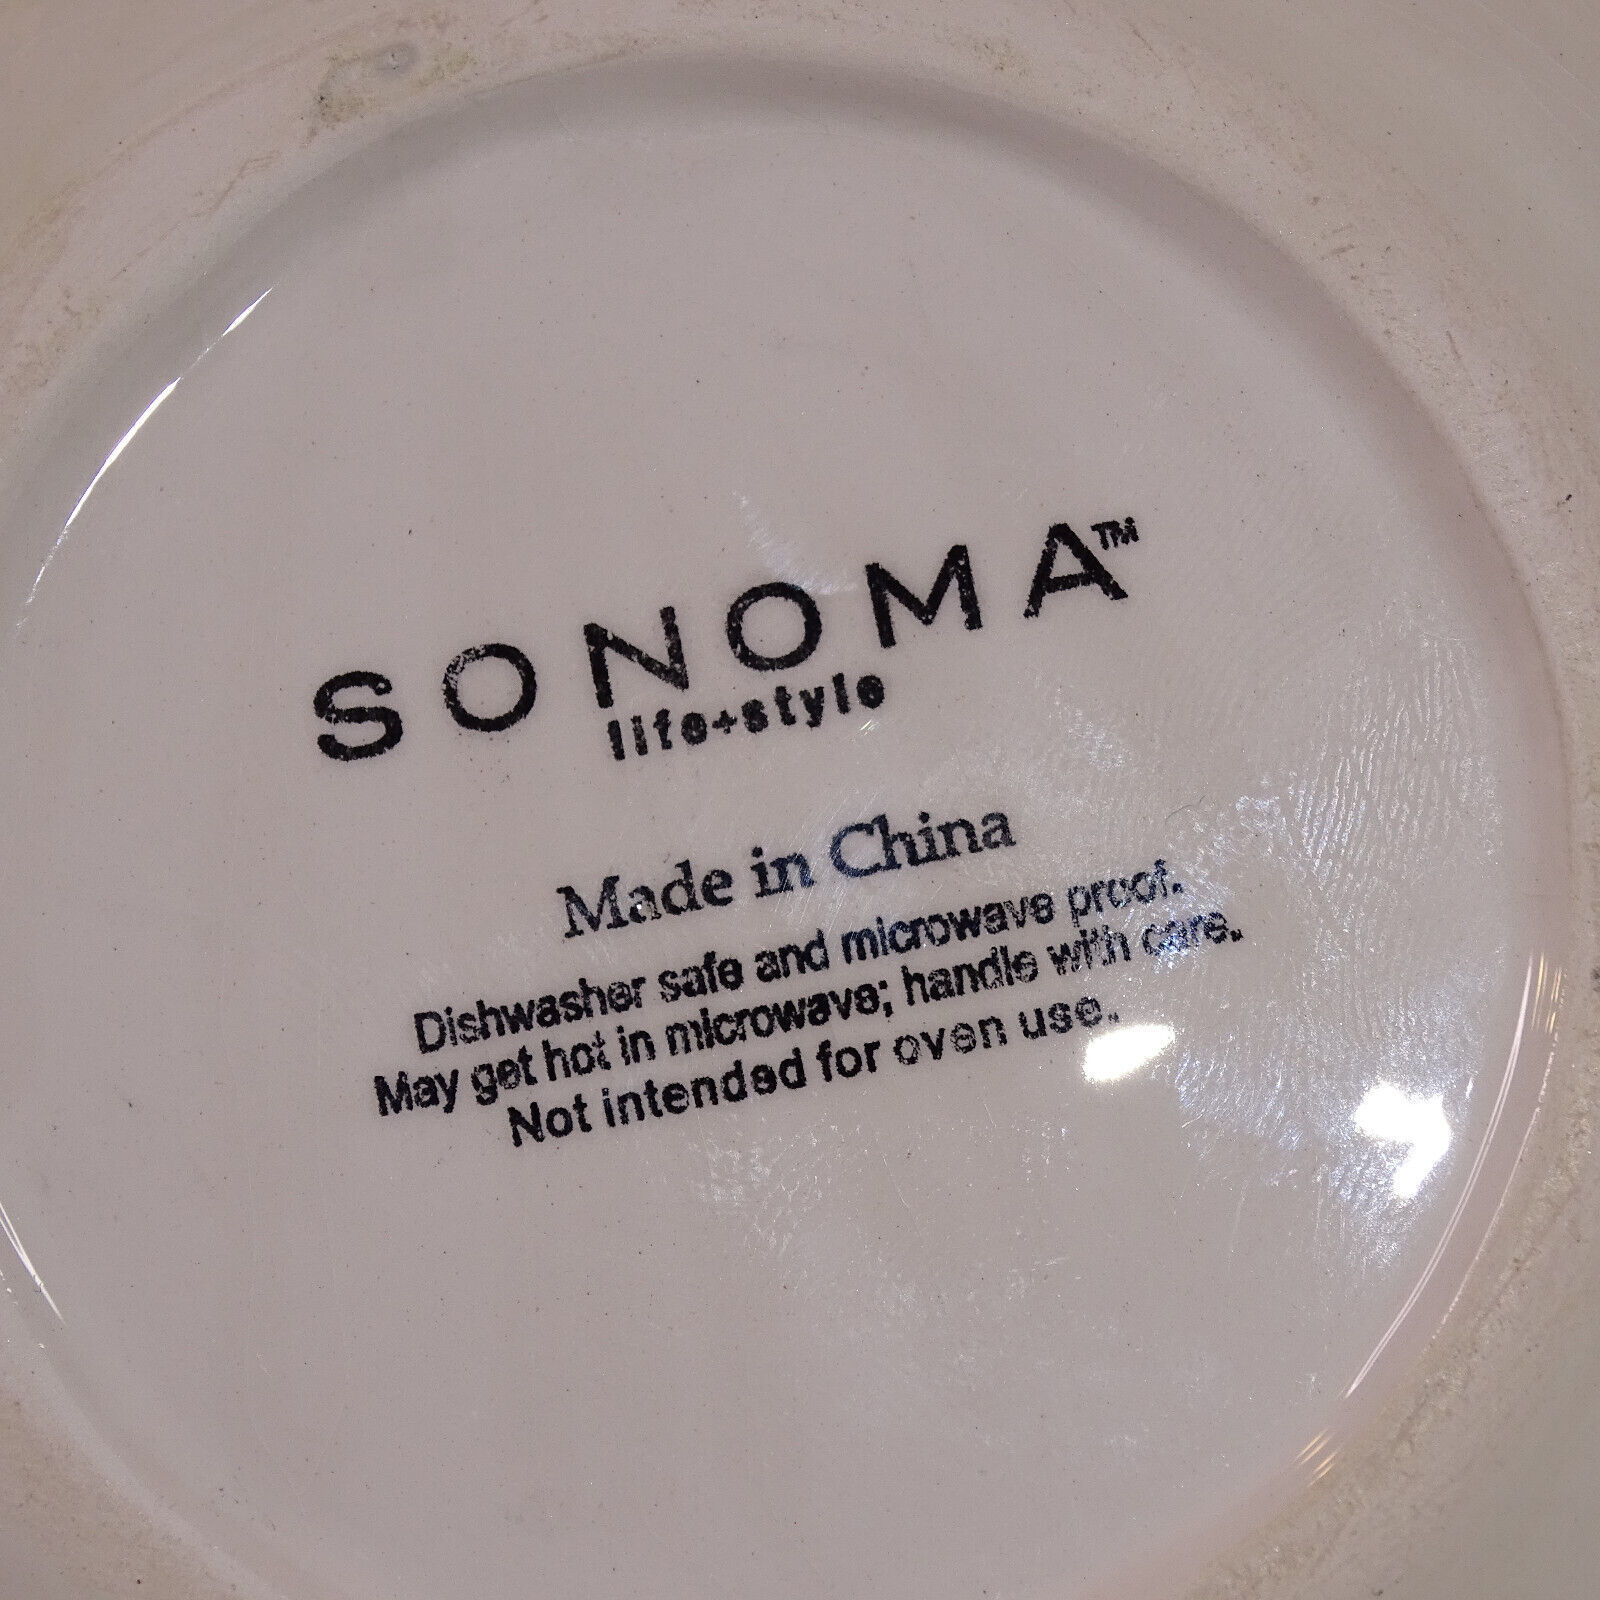 SONOMA™
life+style
Made in China
Dishwasher safe and microwave proof.
May get hot in microwave; handle with care.
Not intended for oven use.